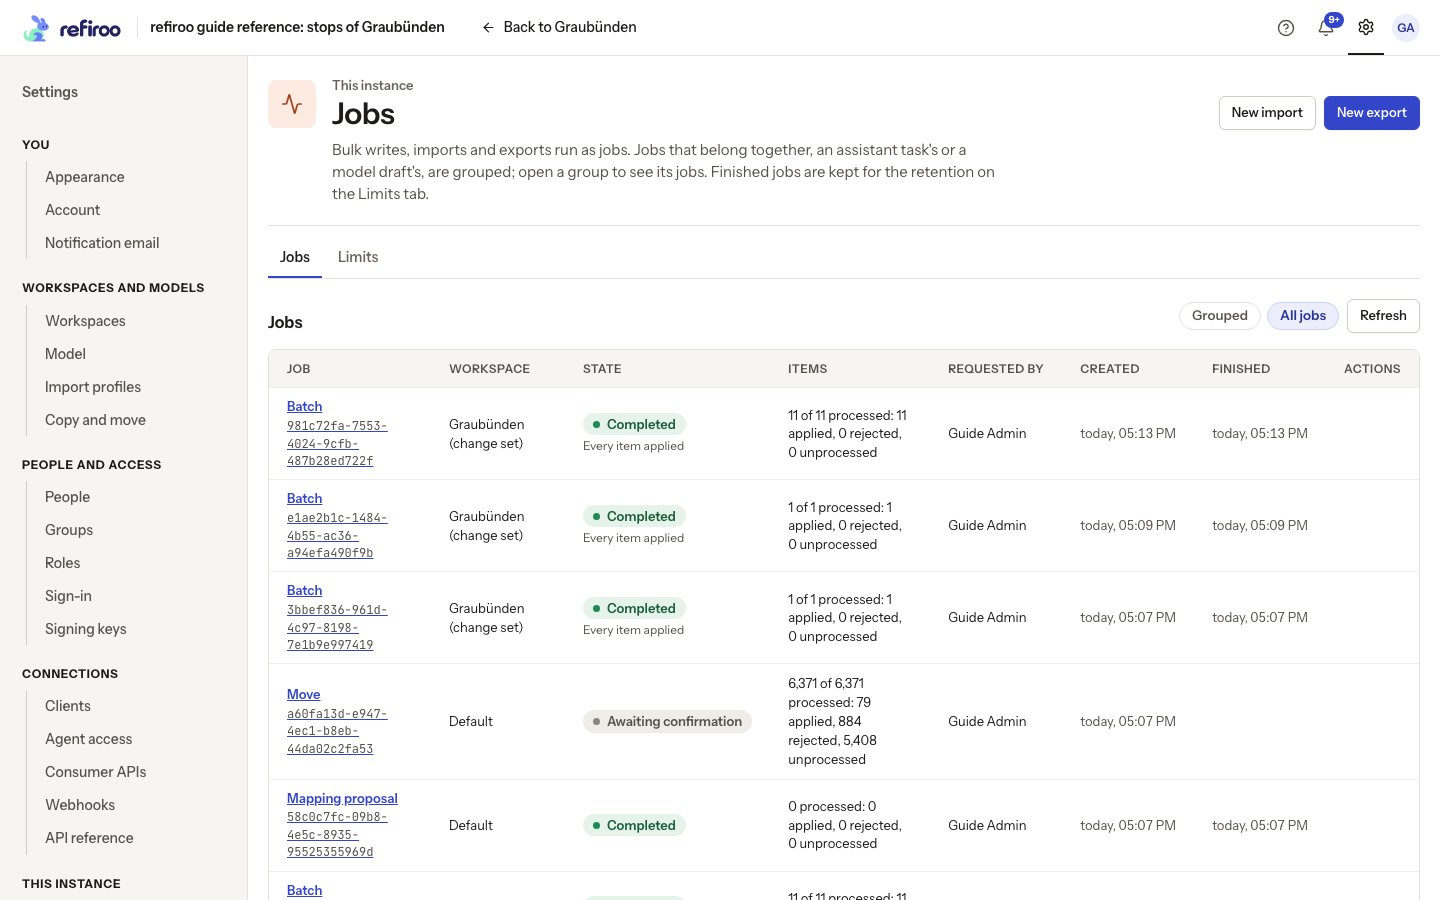 refiroo
refiroo guide reference: stops of Graubünden
Back to Graubünden
9+
GA
Settings
YOU
Appearance
Account
Notification email
WORKSPACES AND MODELS
Workspaces
Model
Import profiles
Copy and move
PEOPLE AND ACCESS
People
Groups
Roles
Sign-in
Signing keys
CONNECTIONS
Clients
Agent access
Consumer APIs
Webhooks
API reference
THIS INSTANCE
This instance
Jobs
Bulk writes, imports and exports run as jobs. Jobs that belong together, an assistant task's or a
model draft's, are grouped; open a group to see its jobs. Finished jobs are kept for the retention on
the Limits tab.
New import
New export
Jobs
Limits
Jobs
Grouped
All jobs
Refresh
JOB WORKSPACE STATE ITEMS REQUESTED BY CREATED FINISHED ACTIONS
Batch
981c72fa-7553-
4024-9cfb-
487b28ed722f
Graubünden
(change set)
Completed
Every item applied
11 of 11 processed: 11
applied, 0 rejected,
0 unprocessed
Guide Admin
today, 05:13 PM
today, 05:13 PM
Batch
e1ae2b1c-1484-
4b55-ac36-
a94efa490f9b
Graubünden
(change set)
Completed
Every item applied
1 of 1 processed: 1
applied, 0 rejected,
0 unprocessed
Guide Admin
today, 05:09 PM
today, 05:09 PM
Batch
3bbef836-961d-
4c97-8198-
7e1b9e997419
Graubünden
(change set)
Completed
Every item applied
1 of 1 processed: 1
applied, 0 rejected,
0 unprocessed
Guide Admin
today, 05:07 PM
today, 05:07 PM
Move
a60fa13d-e947-
4ec1-b8eb-
44da02c2fa53
Default
Awaiting confirmation
6,371 of 6,371
processed: 79
applied, 884
rejected, 5,408
unprocessed
Guide Admin
today, 05:07 PM
Mapping proposal
58c0c7fc-09b8-
4e5c-8935-
95525355969d
Default
Completed
0 processed: 0
applied, 0 rejected,
0 unprocessed
Guide Admin
today, 05:07 PM
today, 05:07 PM
Batch
11 of 11 processed: 11